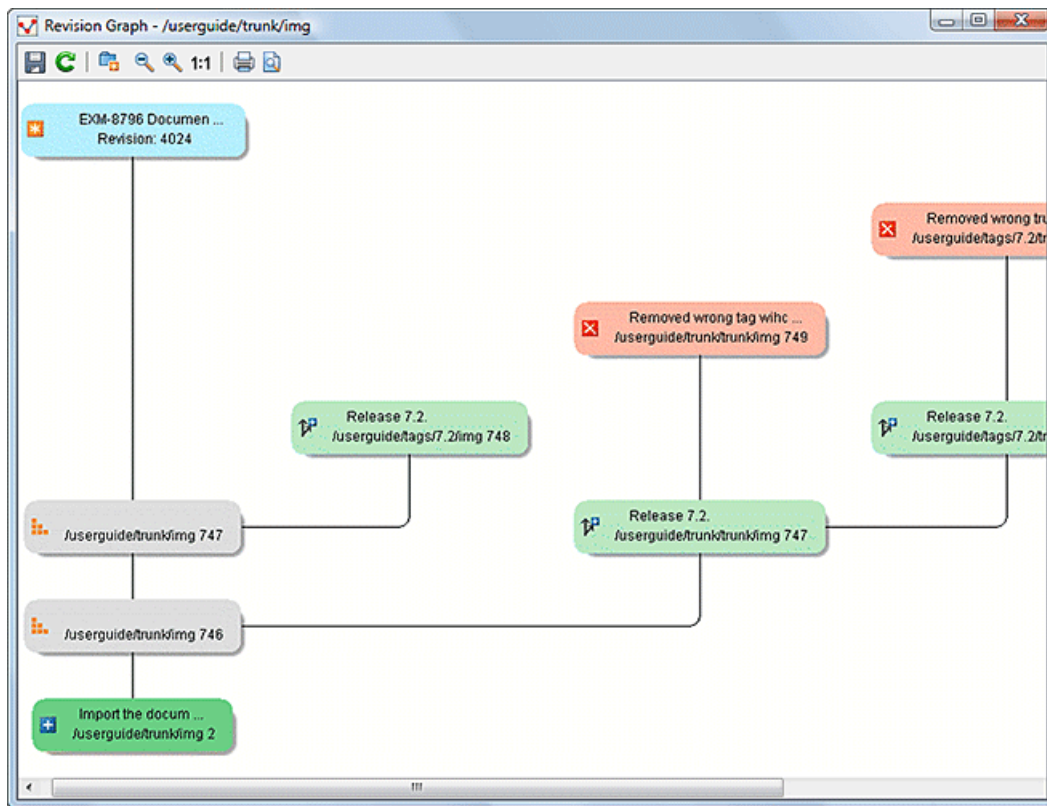 Revision Graph - /userguide/trunk/img
1:1
EXM-8796 Documen ...
Revision: 4024
Removed wrong tru
/userguide/tags/7.2/tr
Removed wrong tag wihc ...
/userguide/trunk/trunk/img 749
Release 7.2.
/userguide/tags/7.2/img 748
Release 7.2.
/userguide/tags/7.2/tr
/userguide/trunk/img 747
Release 7.2.
/userguide/trunk/trunk/img 747
/userguide/trunk/img 746
Import the docum ...
/userguide/trunk/img 2